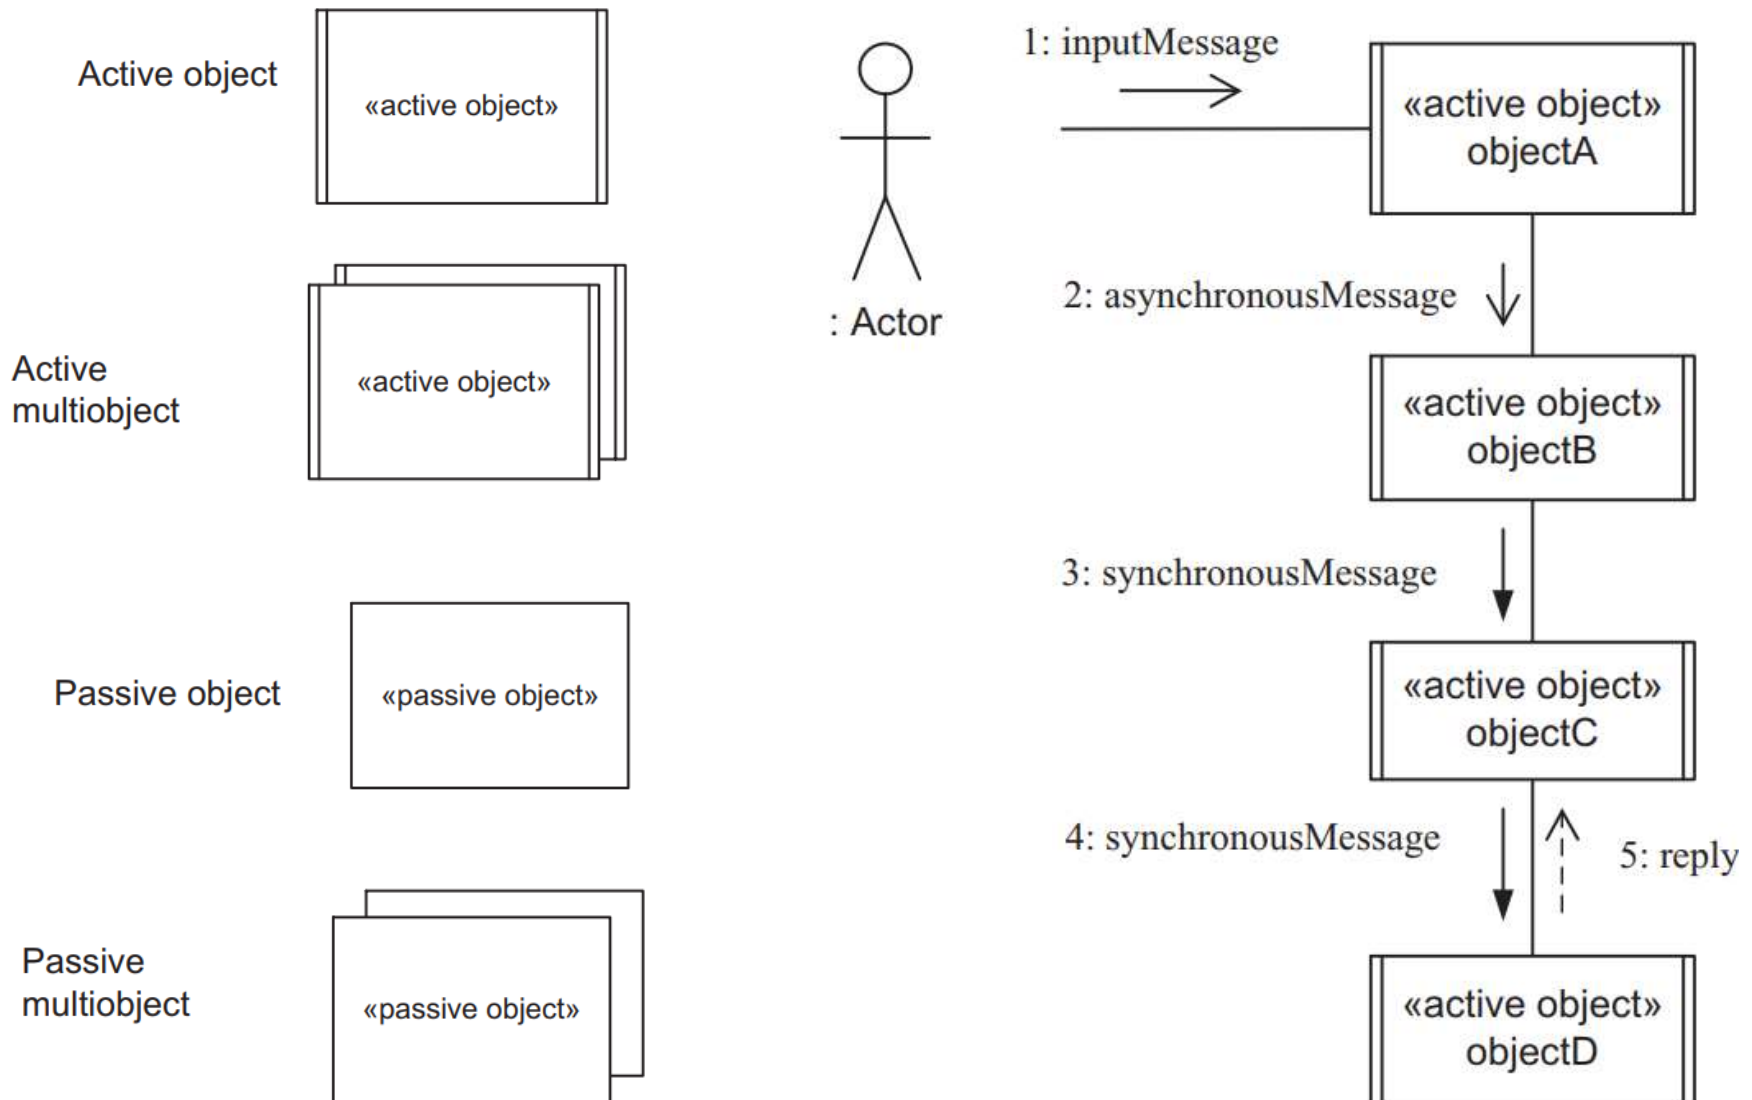 Active object
«active object»
Active
multiobject
«active object»
Passive object
«passive object»
Passive
multiobject
«passive object»
: Actor
1: inputMessage
«active object»
objectA
2: asynchronousMessage
«active object»
objectB
3: synchronousMessage
«active object»
objectC
4: synchronousMessage
5: reply
«active object»
objectD